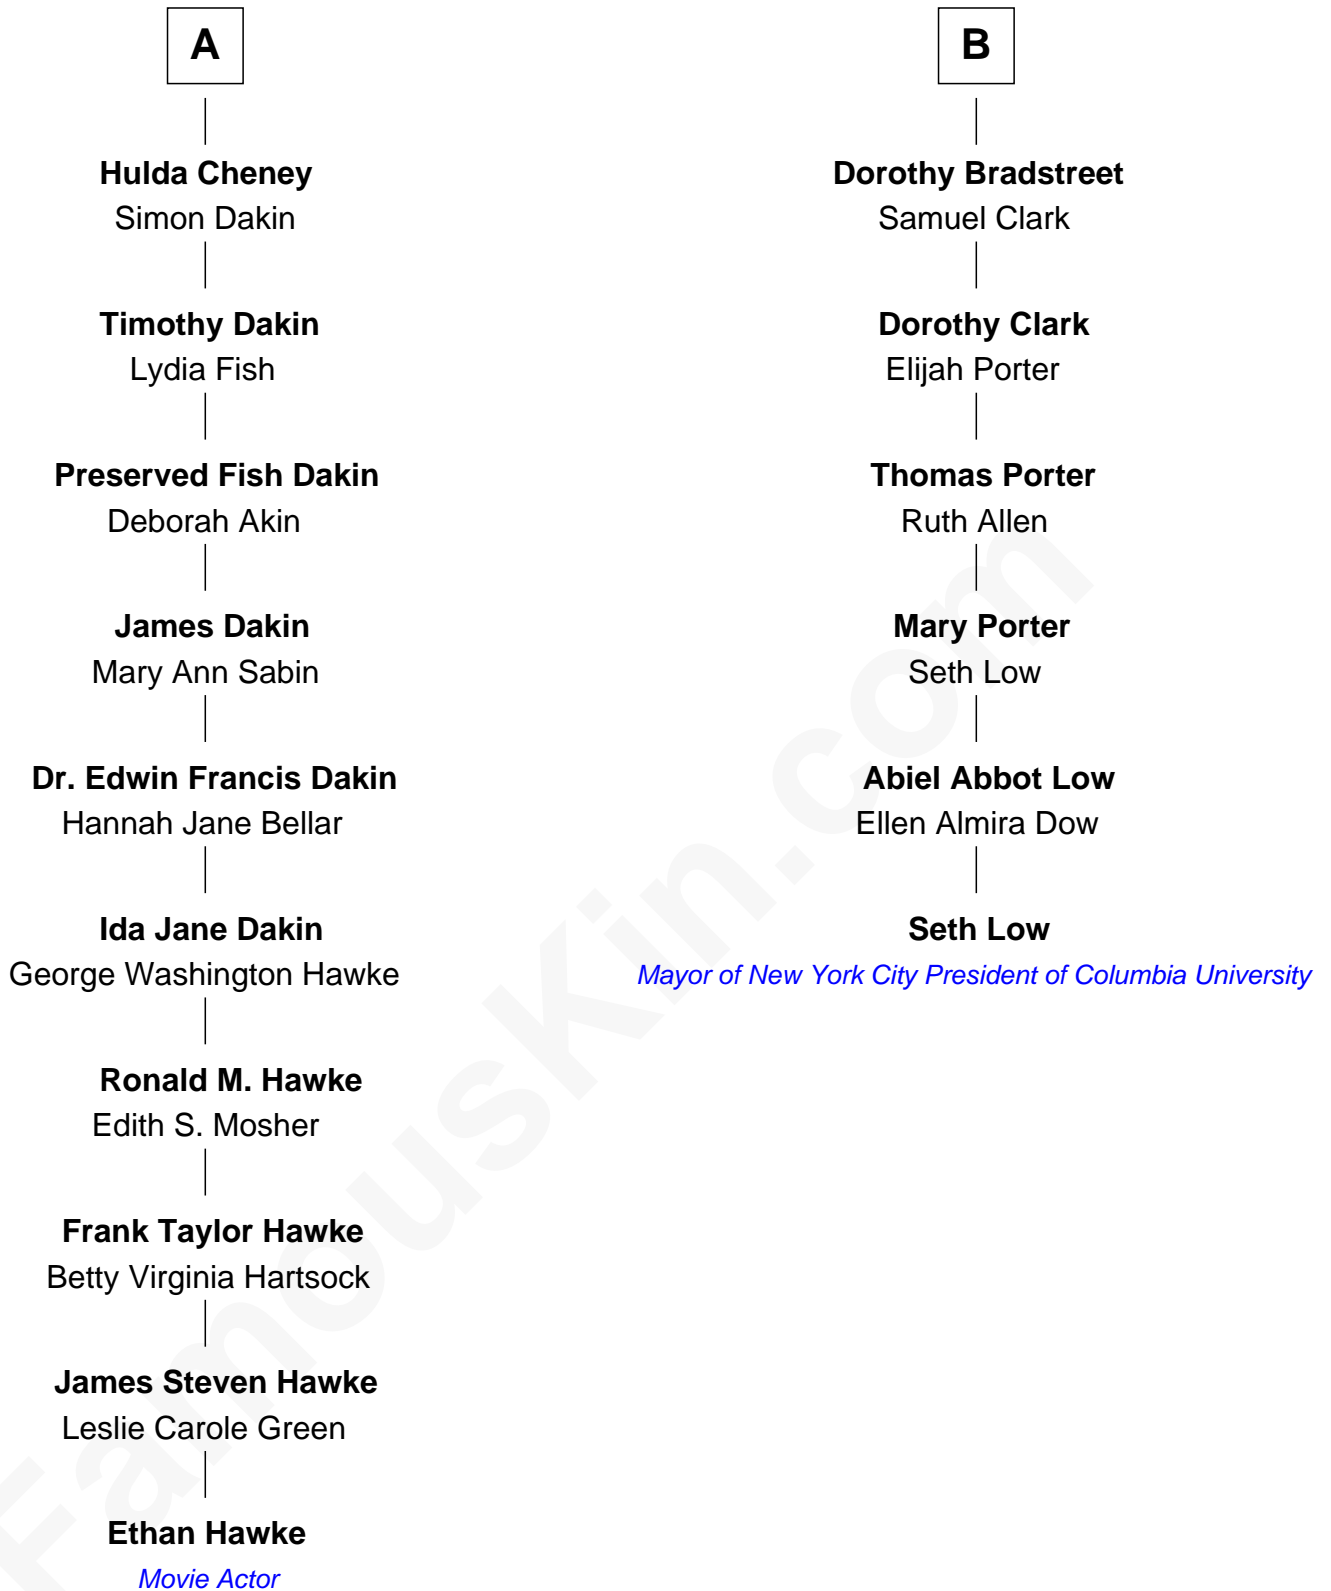 A
Hulda Cheney
Simon Dakin
Timothy Dakin
Lydia Fish
Preserved Fish Dakin
Deborah Akin
James Dakin
Mary Ann Sabin
Dr. Edwin Francis Dakin
Hannah Jane Bellar
Ida Jane Dakin
George Washington Hawke
Ronald M. Hawke
Edith S. Mosher
Frank Taylor Hawke
Betty Virginia Hartsock
James Steven Hawke
Leslie Carole Green
Ethan Hawke
Movie Actor
B
Dorothy Bradstreet
Samuel Clark
Dorothy Clark
Elijah Porter
Thomas Porter
Ruth Allen
Mary Porter
Seth Low
Abiel Abbot Low
Ellen Almira Dow
Seth Low
Mayor of New York City President of Columbia University
FamousKin.com